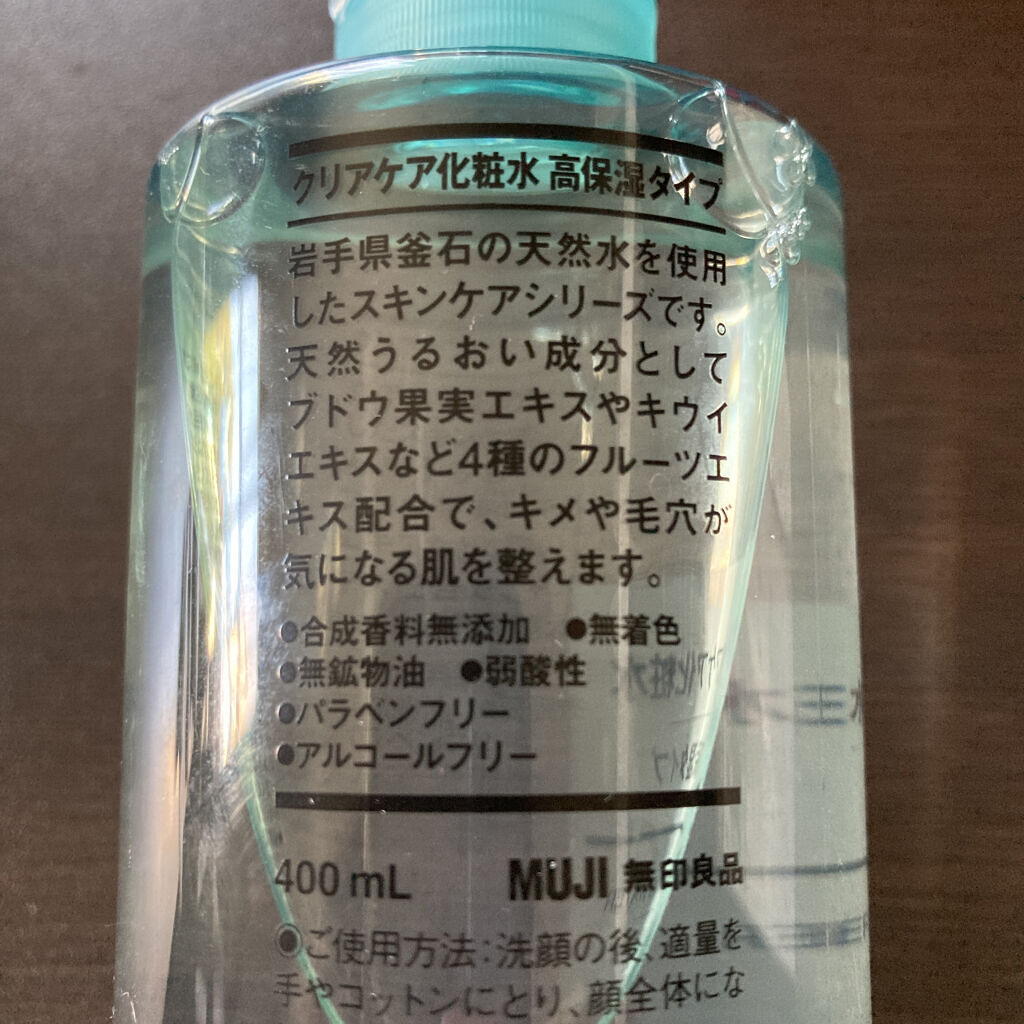 クリアケア化粧水 高保湿タイプ
岩手県釜石の天然水を使用
したスキンケアシリーズです。
天然うるおい成分として
ブドウ果実エキスやキウイ
エキスなど4種のフルーツエ
キス配合で、キメや毛穴が
気になる肌を整えます。
●合成香料無添加 ●無着色
●無鉱物油 ●弱酸性
●パラベンフリー
●アルコールフリー
400 mL MUJI 無印良品
◉ご使用方法：洗顔の後、適量を
手やコットンにとり、顔全体にな